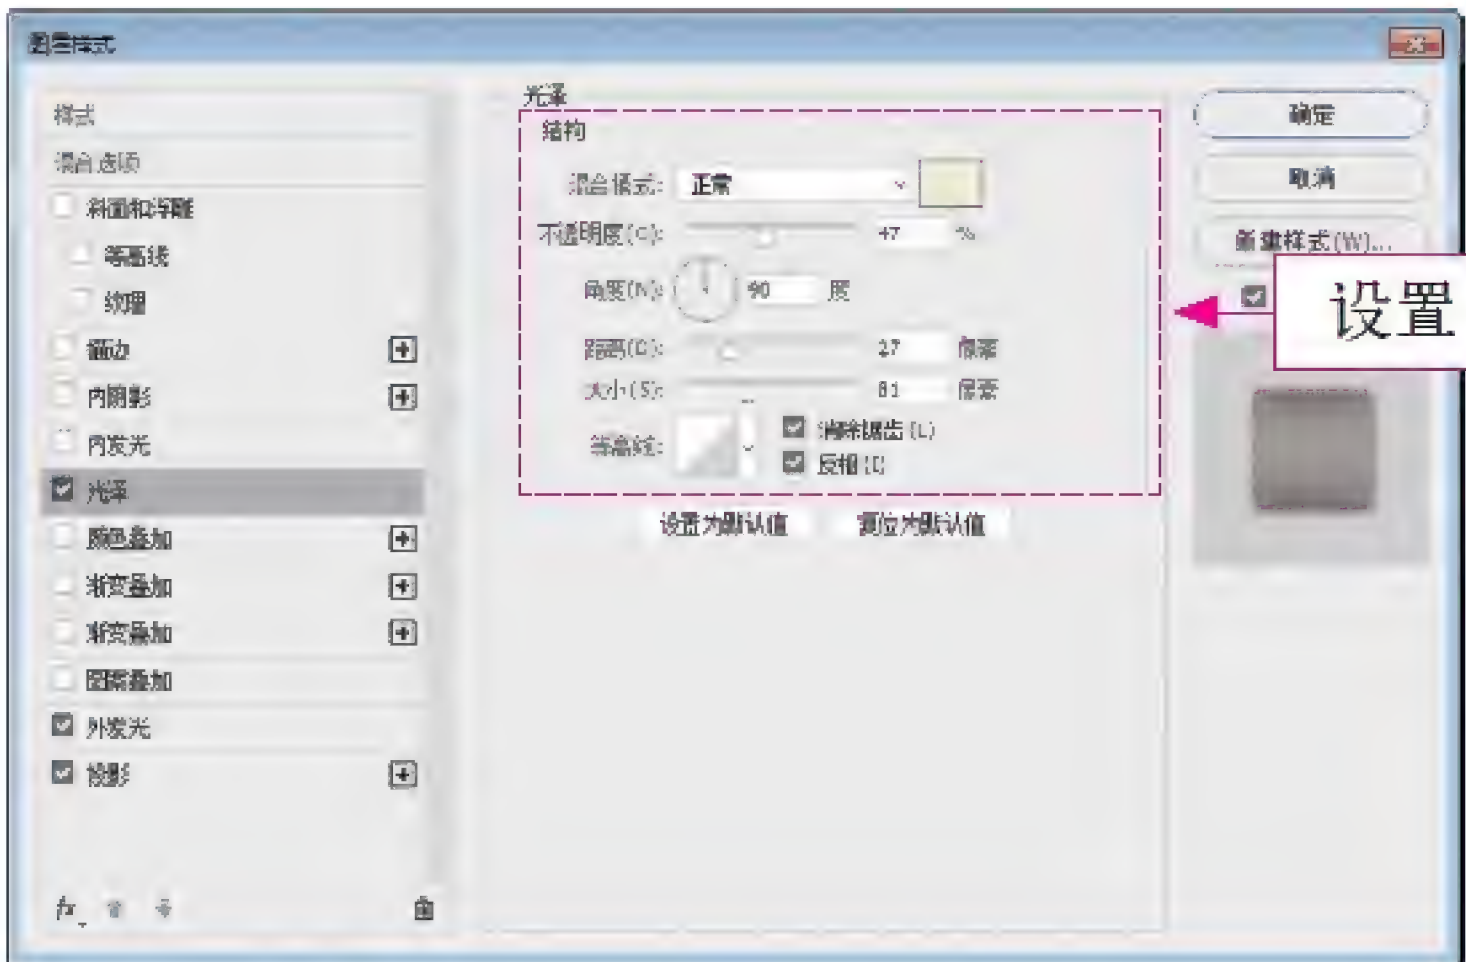 图层样式
样式
混合选项
斜面和浮雕
等高线
纹理
描边
内阴影
内发光
光泽
颜色叠加
渐变叠加
渐变叠加
图案叠加
外发光
投影
fx
光泽
结构
混合模式: 正常
不透明度(O): 47 %
角度(N): 90 度
距离(D): 27 像素
大小(S): 81 像素
等高线:
消除锯齿(L)
反相(I)
设置为默认值 复位为默认值
确定
取消
新建样式(W)...
设置